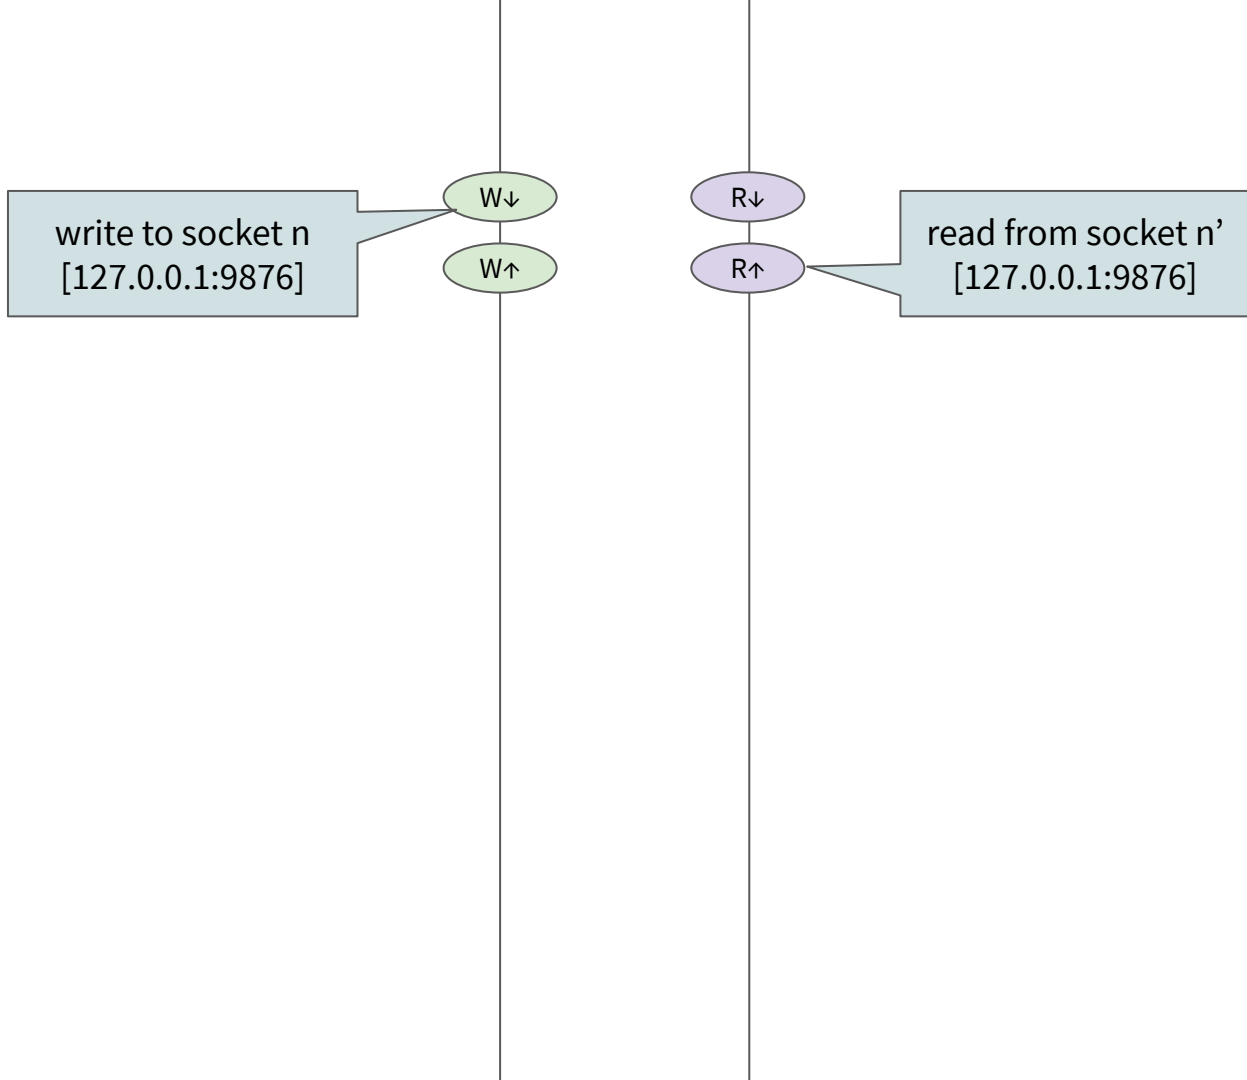 W↓
R↓
write to socket n
[127.0.0.1:9876]
read from socket n’
[127.0.0.1:9876]
W↑
R↑